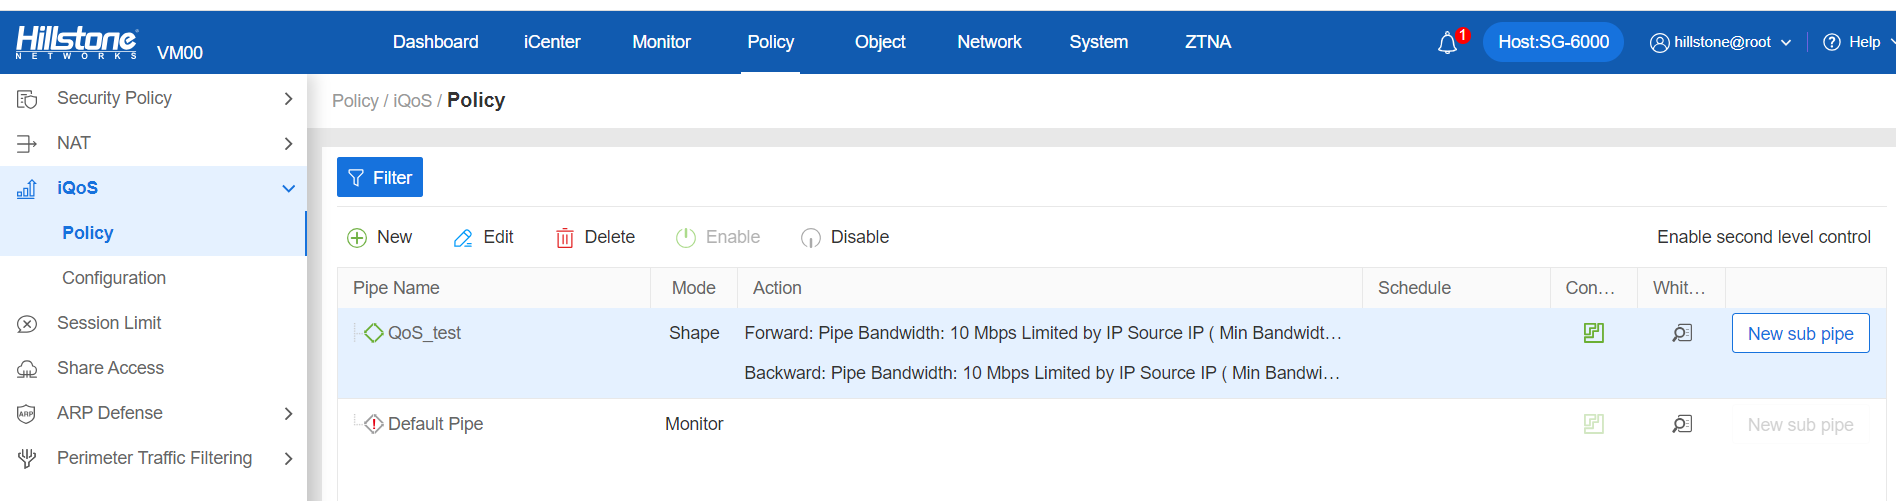 Hillstone
NETWORKS
VM00
Dashboard
iCenter
Monitor
Policy
Object
Network
System
ZTNA
1
Host:SG-6000
hillstone@root
Help
Security Policy
NAT
iQoS
Policy
Configuration
Session Limit
Share Access
ARP
ARP Defense
Perimeter Traffic Filtering
Policy / iQoS / Policy
Filter
New
Edit
Delete
Enable
Disable
Enable second level control
Pipe Name
Mode
Action
Schedule
Con...
Whit...
QoS_test
Shape
Forward: Pipe Bandwidth: 10 Mbps Limited by IP Source IP ( Min Bandwidt...
Backward: Pipe Bandwidth: 10 Mbps Limited by IP Source IP ( Min Bandwi...
New sub pipe
Default Pipe
Monitor
New sub pipe